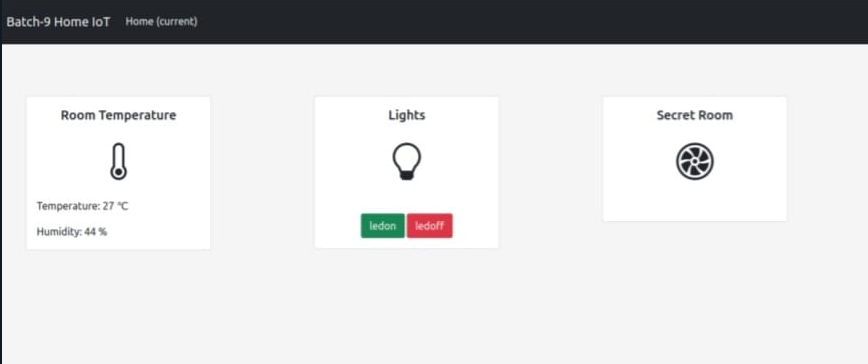 Batch-9 Home IoT Home (current)
Room Temperature
Temperature: 27 °C
Humidity: 44 %
Lights
ledon ledoff
Secret Room